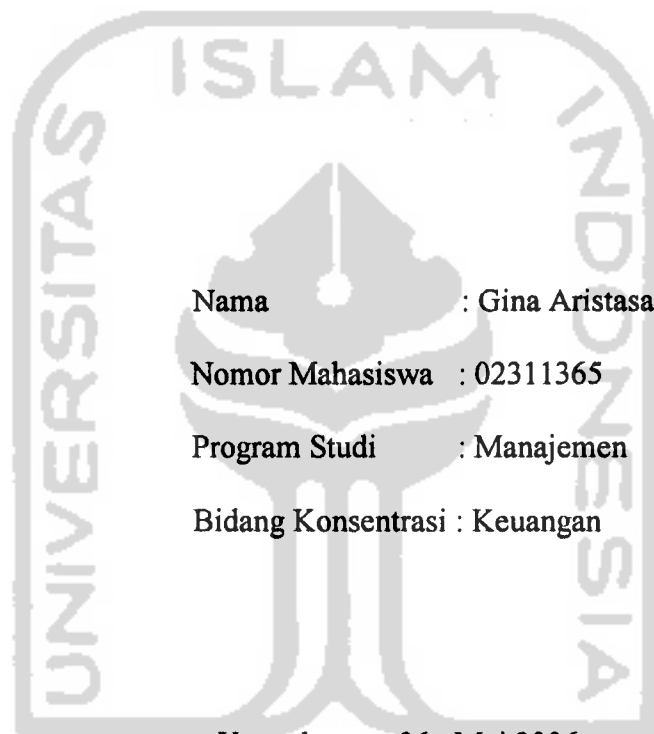 ISLAM
UNIVERSITAS
INDONESIA
Nama : Gina Aristasa
Nomor Mahasiswa : 02311365
Program Studi : Manajemen
Bidang Konsentrasi : Keuangan